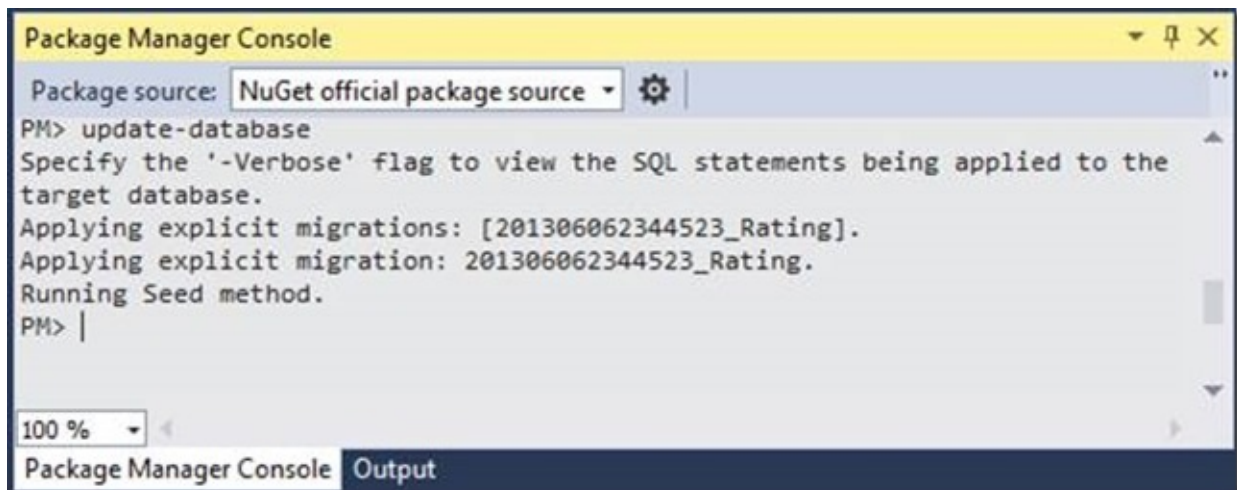 Package Manager Console
Package source: NuGet official package source
PM> update-database
Specify the '-Verbose' flag to view the SQL statements being applied to the
target database.
Applying explicit migrations: [201306062344523_Rating].
Applying explicit migration: 201306062344523_Rating.
Running Seed method.
PM>
100 %
Package Manager Console Output